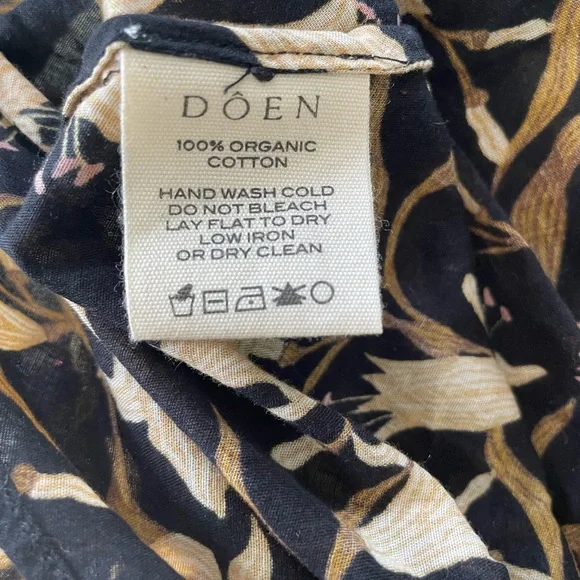 DÔEN
100% ORGANIC
COTTON
HAND WASH COLD
DO NOT BLEACH
LAY FLAT TO DRY
LOW IRON
OR DRY CLEAN